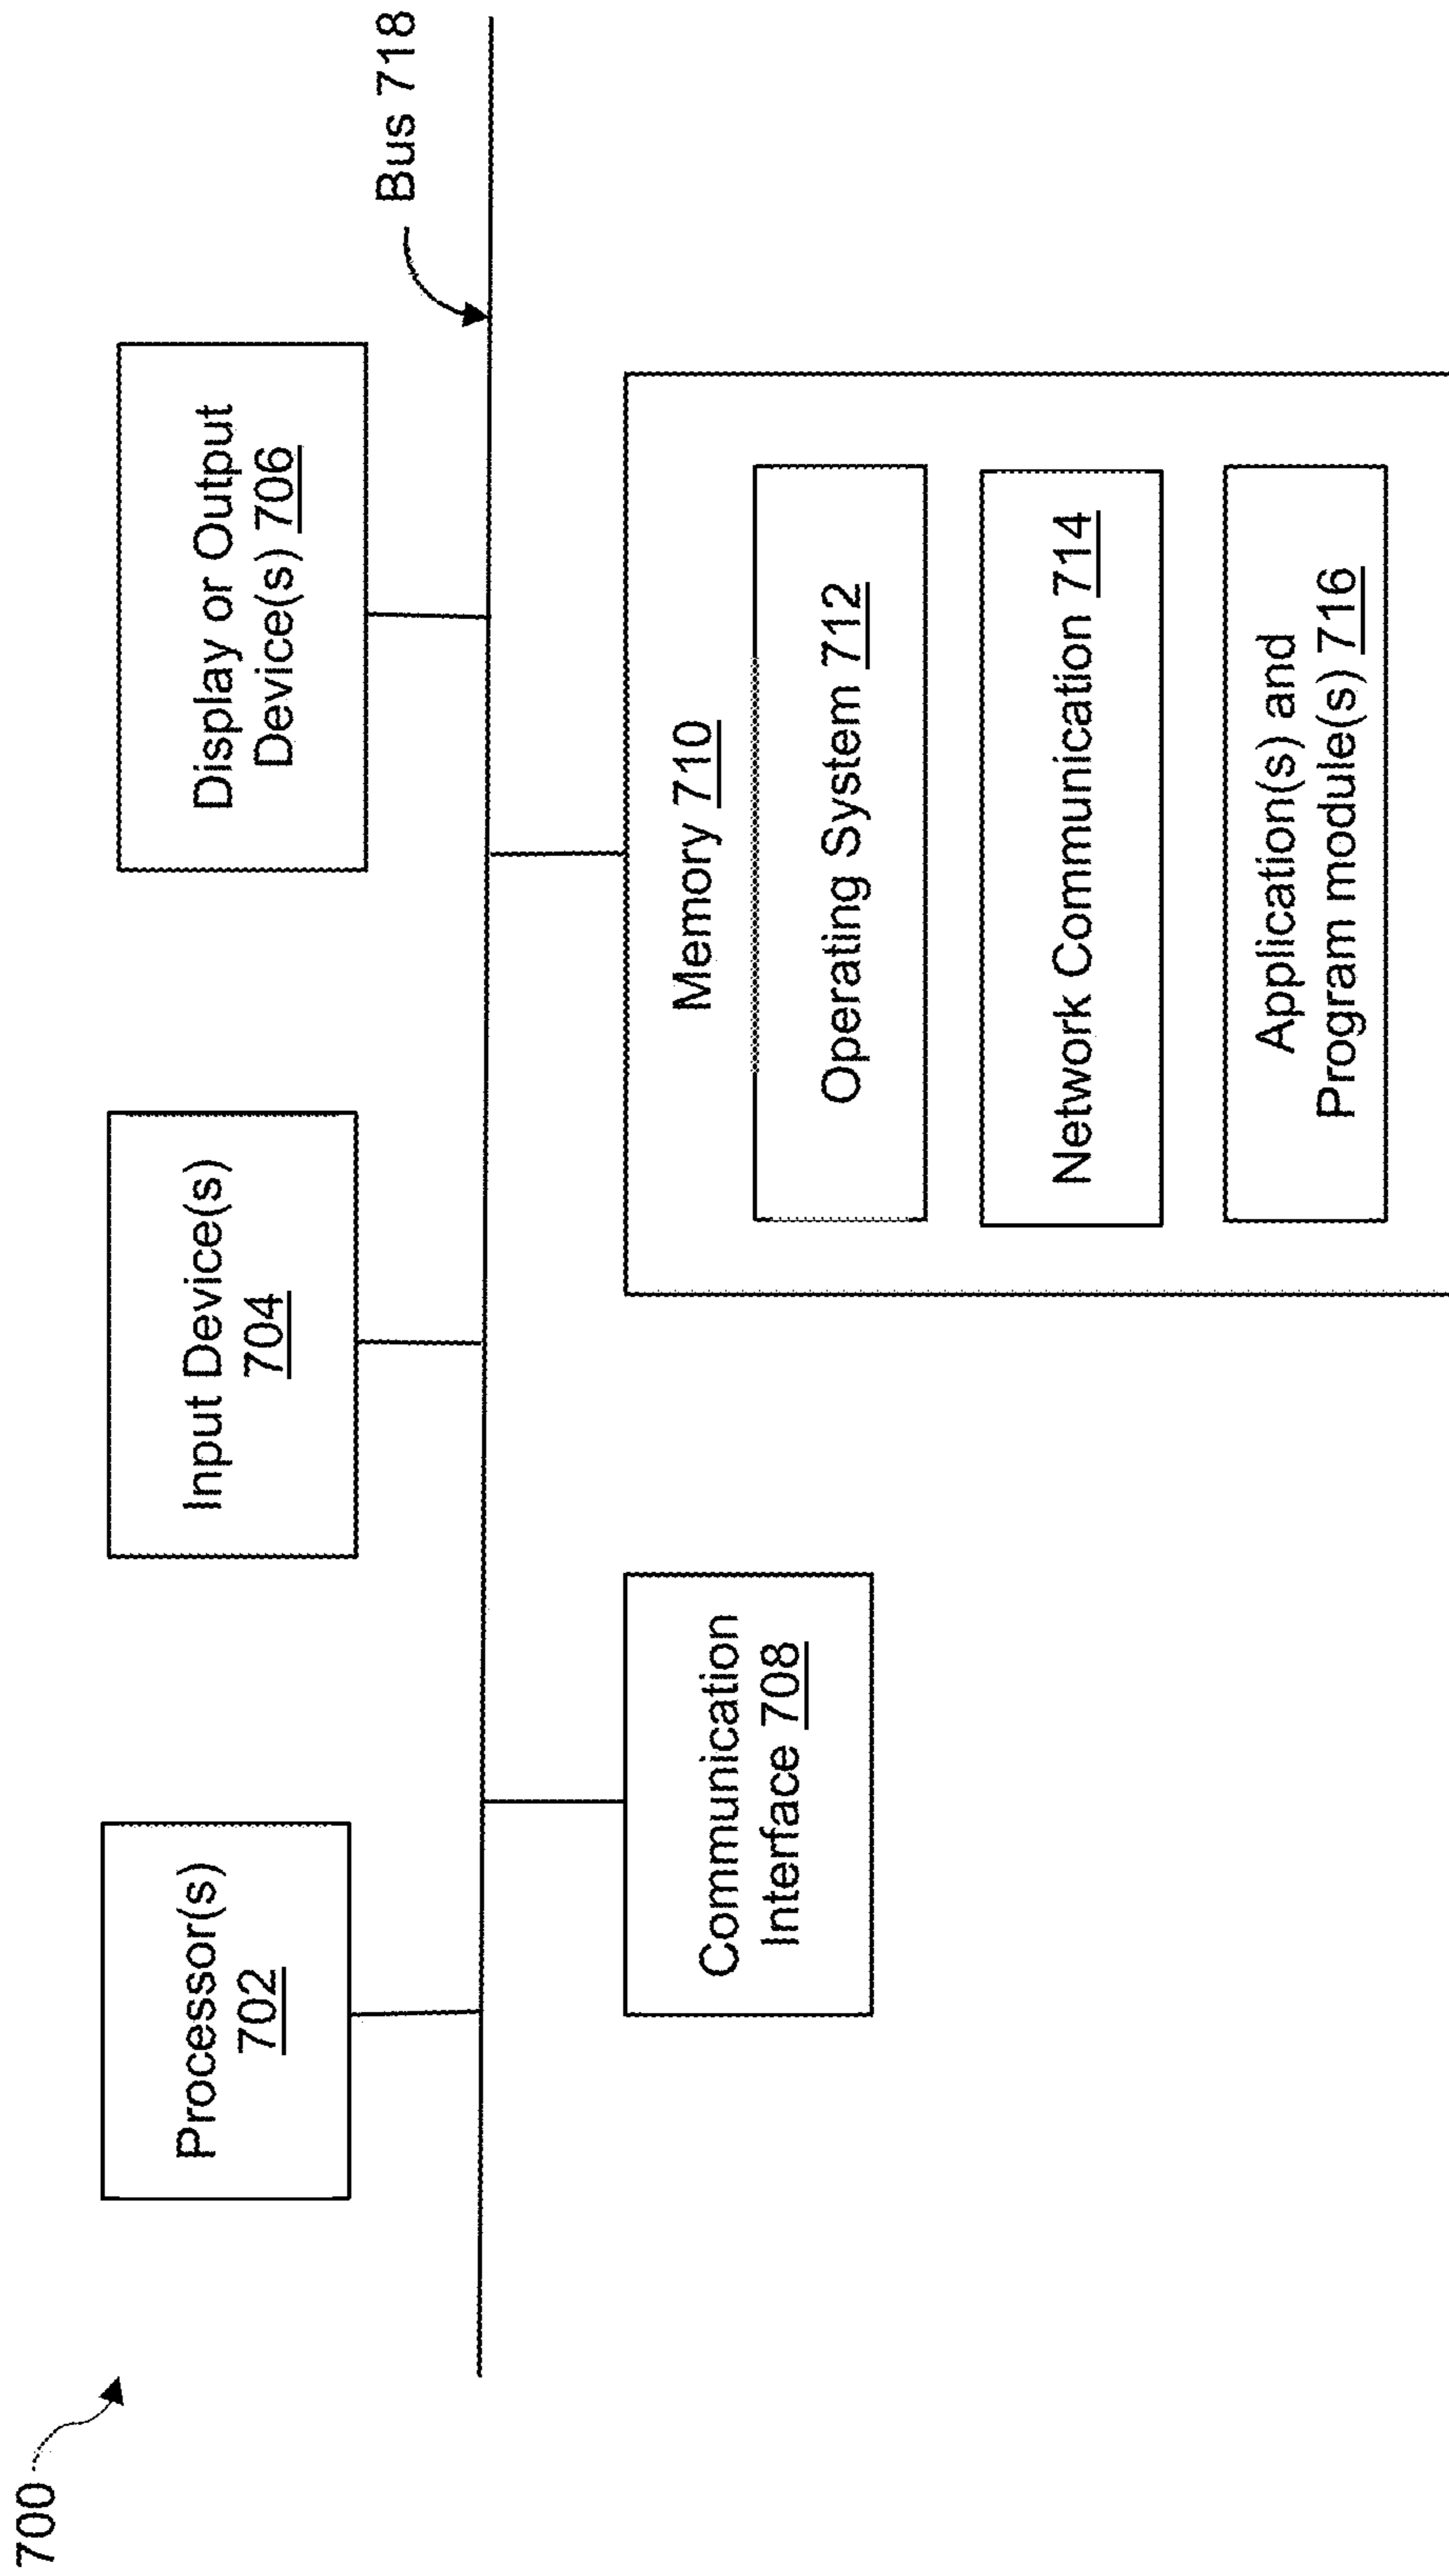 700
Processor(s)
702
Input Device(s)
704
Display or Output
Device(s) 706
Bus 718
Communication
Interface 708
Memory 710
Operating System 712
Network Communication 714
Application(s) and
Program module(s) 716